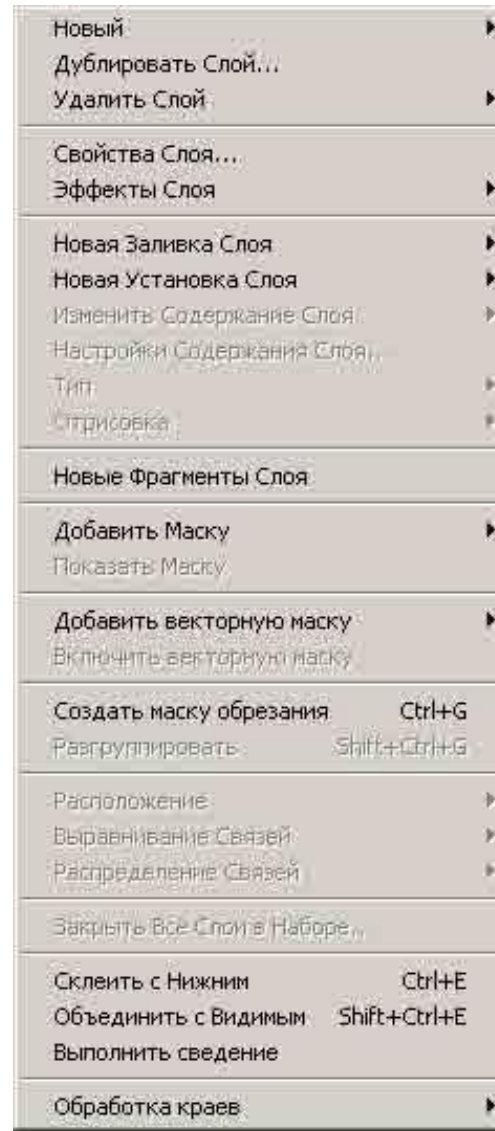 Новый
Дублировать Слой...
Удалить Слой
Свойства Слоя...
Эффекты Слоя
Новая Заливка Слоя
Новая Установка Слоя
Изменить Содержание Слоя
Настройки Содержания Слоя...
Тип
Отрисовка
Новые Фрагменты Слоя
Добавить Маску
Показать Маску
Добавить векторную маску
Включить векторную маску
Создать маску обрезания Ctrl+G
Разгруппировать Shift+Ctrl+G
Расположение
Выравнивание Связей
Распределение Связей
Закрыть Все Слои в Наборе...
Склеить с Нижним Ctrl+E
Объединить с Видимым Shift+Ctrl+E
Выполнить сведение
Обработка краев